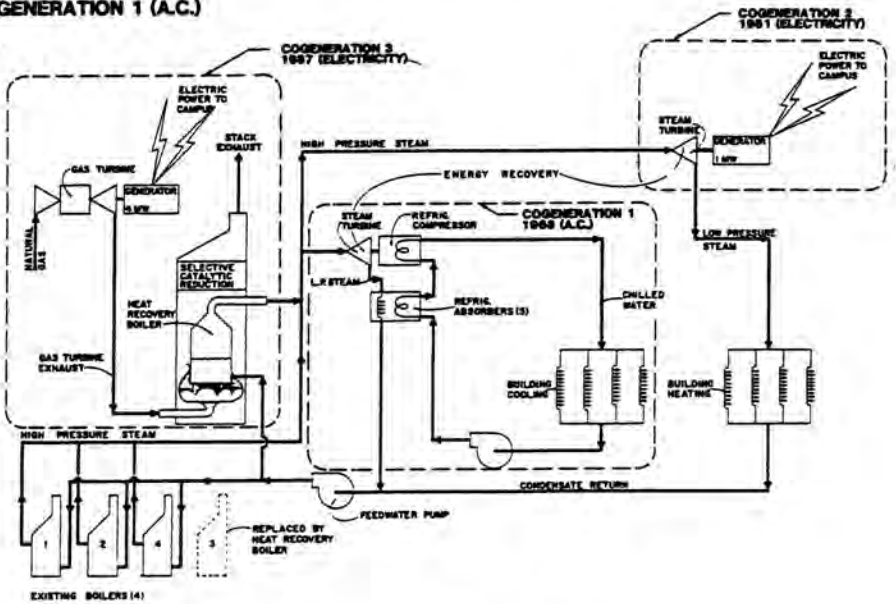 GENERATION 1 (A.C.)
COGENERATION 3
1987 (ELECTRICITY)
COGENERATION 2
1981 (ELECTRICITY)
ELECTRIC
POWER TO
CAMPUS
STACK
EXHAUST
GAS TURBINE
GENERATOR
NATURAL
GAS
SELECTIVE
CATALYTIC
REDUCTION
HEAT
RECOVERY
BOILER
GAS TURBINE
EXHAUST
HIGH PRESSURE STEAM
ENERGY RECOVERY
ELECTRIC
POWER TO
CAMPUS
STEAM
TURBINE
GENERATOR
1 MW
COGENERATION 1
STEAM
TURBINE
REFRIG.
COMPRESSOR
L.P. STEAM
REFRIG.
ABSORBERS
CHILLED
WATER
BUILDING
COOLING
LOW PRESSURE
STEAM
BUILDING
HEATING
HIGH PRESSURE STEAM
CONDENSATE RETURN
FEEDWATER PUMP
1
2
4
3
REPLACED BY
HEAT RECOVERY
BOILER
EXISTING BOILERS (4)